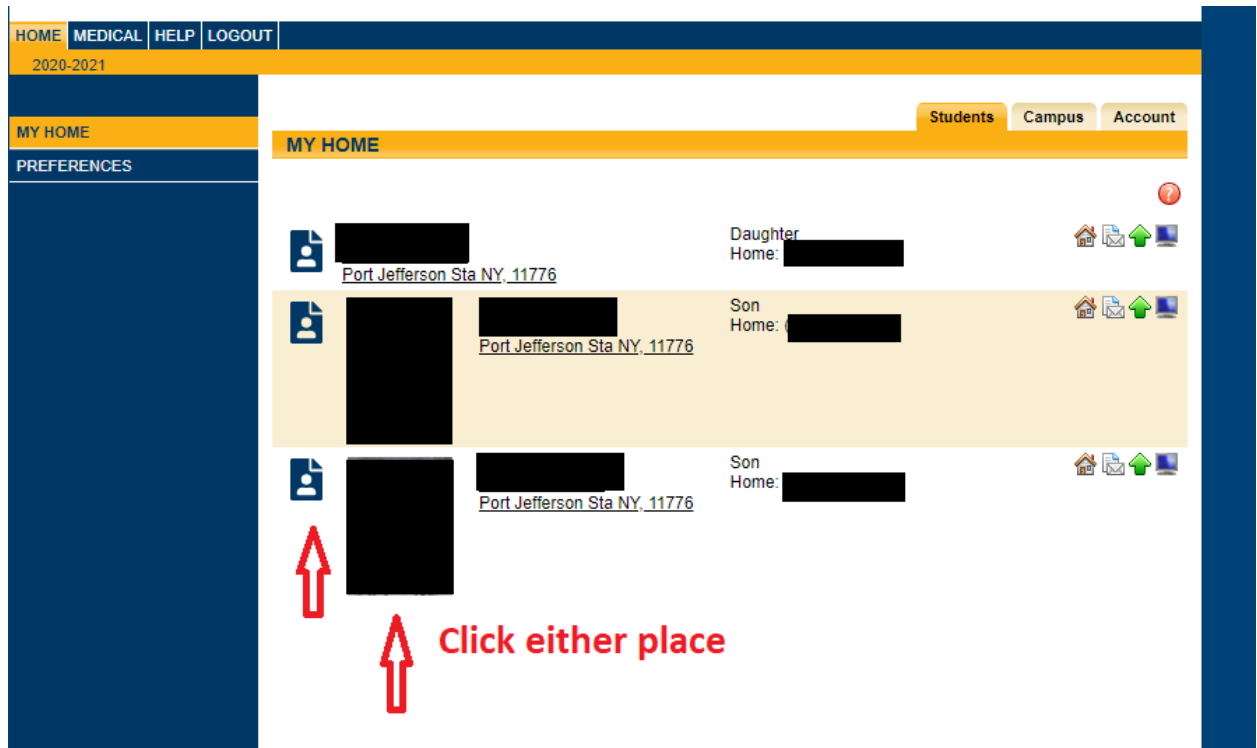 HOME MEDICAL HELP LOGOUT
2020-2021
Students Campus Account
MY HOME
MY HOME
PREFERENCES
?
Daughter
Home:
Port Jefferson Sta NY, 11776
Son
Home: (
Port Jefferson Sta NY, 11776
Son
Home:
Port Jefferson Sta NY, 11776
Click either place